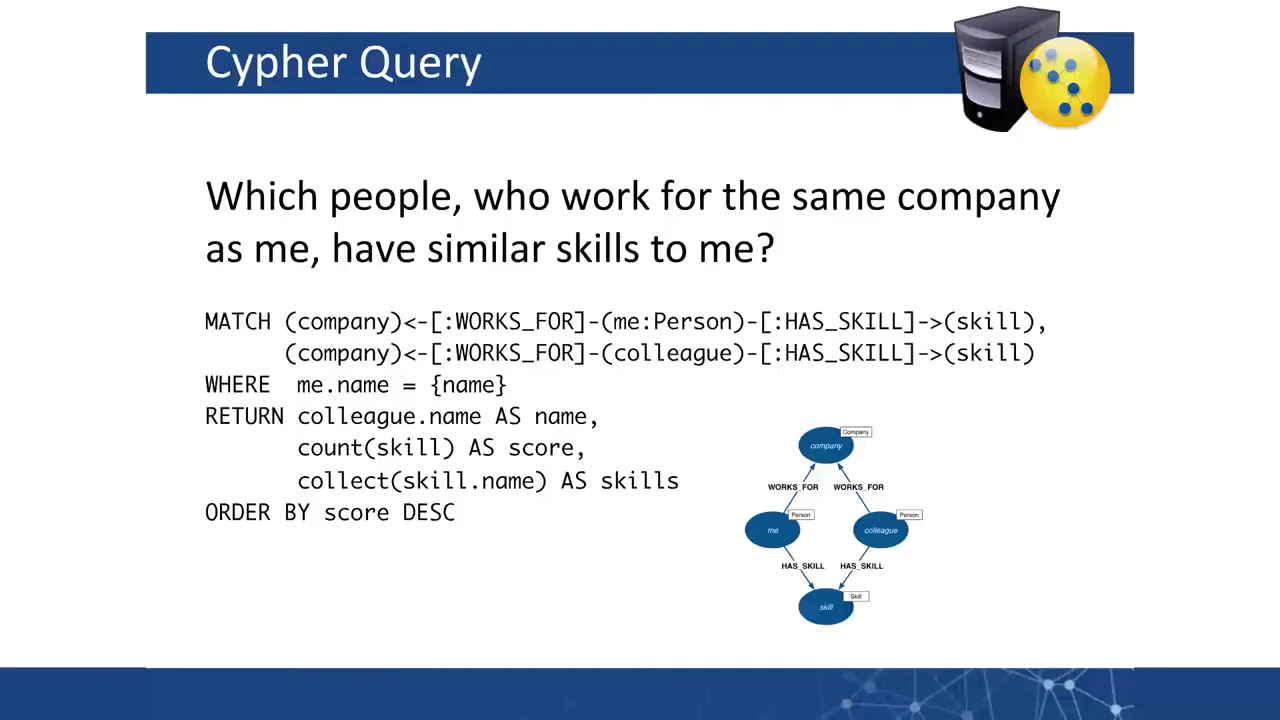 Cypher Query
Which people, who work for the same company
as me, have similar skills to me?
MATCH (company)<-[:WORKS_FOR]-(me:Person)-[:HAS_SKILL]->(skill),
(company)<-[:WORKS_FOR]-(colleague)-[:HAS_SKILL]->(skill)
WHERE me.name = {name}
RETURN colleague.name AS name,
count(skill) AS score,
collect(skill.name) AS skills
ORDER BY score DESC
Company
company
WORKS_FOR WORKS_FOR
Person Person
me colleague
HAS_SKILL HAS_SKILL
Skill
skill